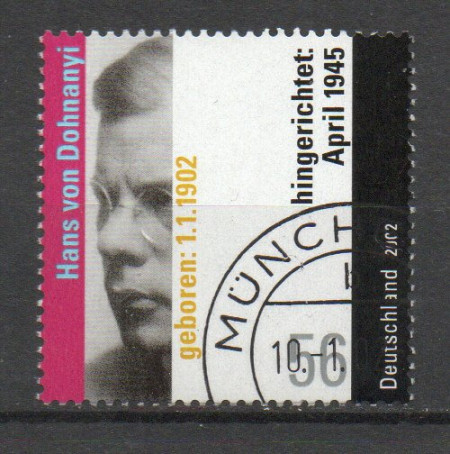 Hans von Dohnanyi
geboren: 1.1.1902
hingerichtet:
April 1945
Deutschland 2002
56
MÜNCH
b
10.-1.